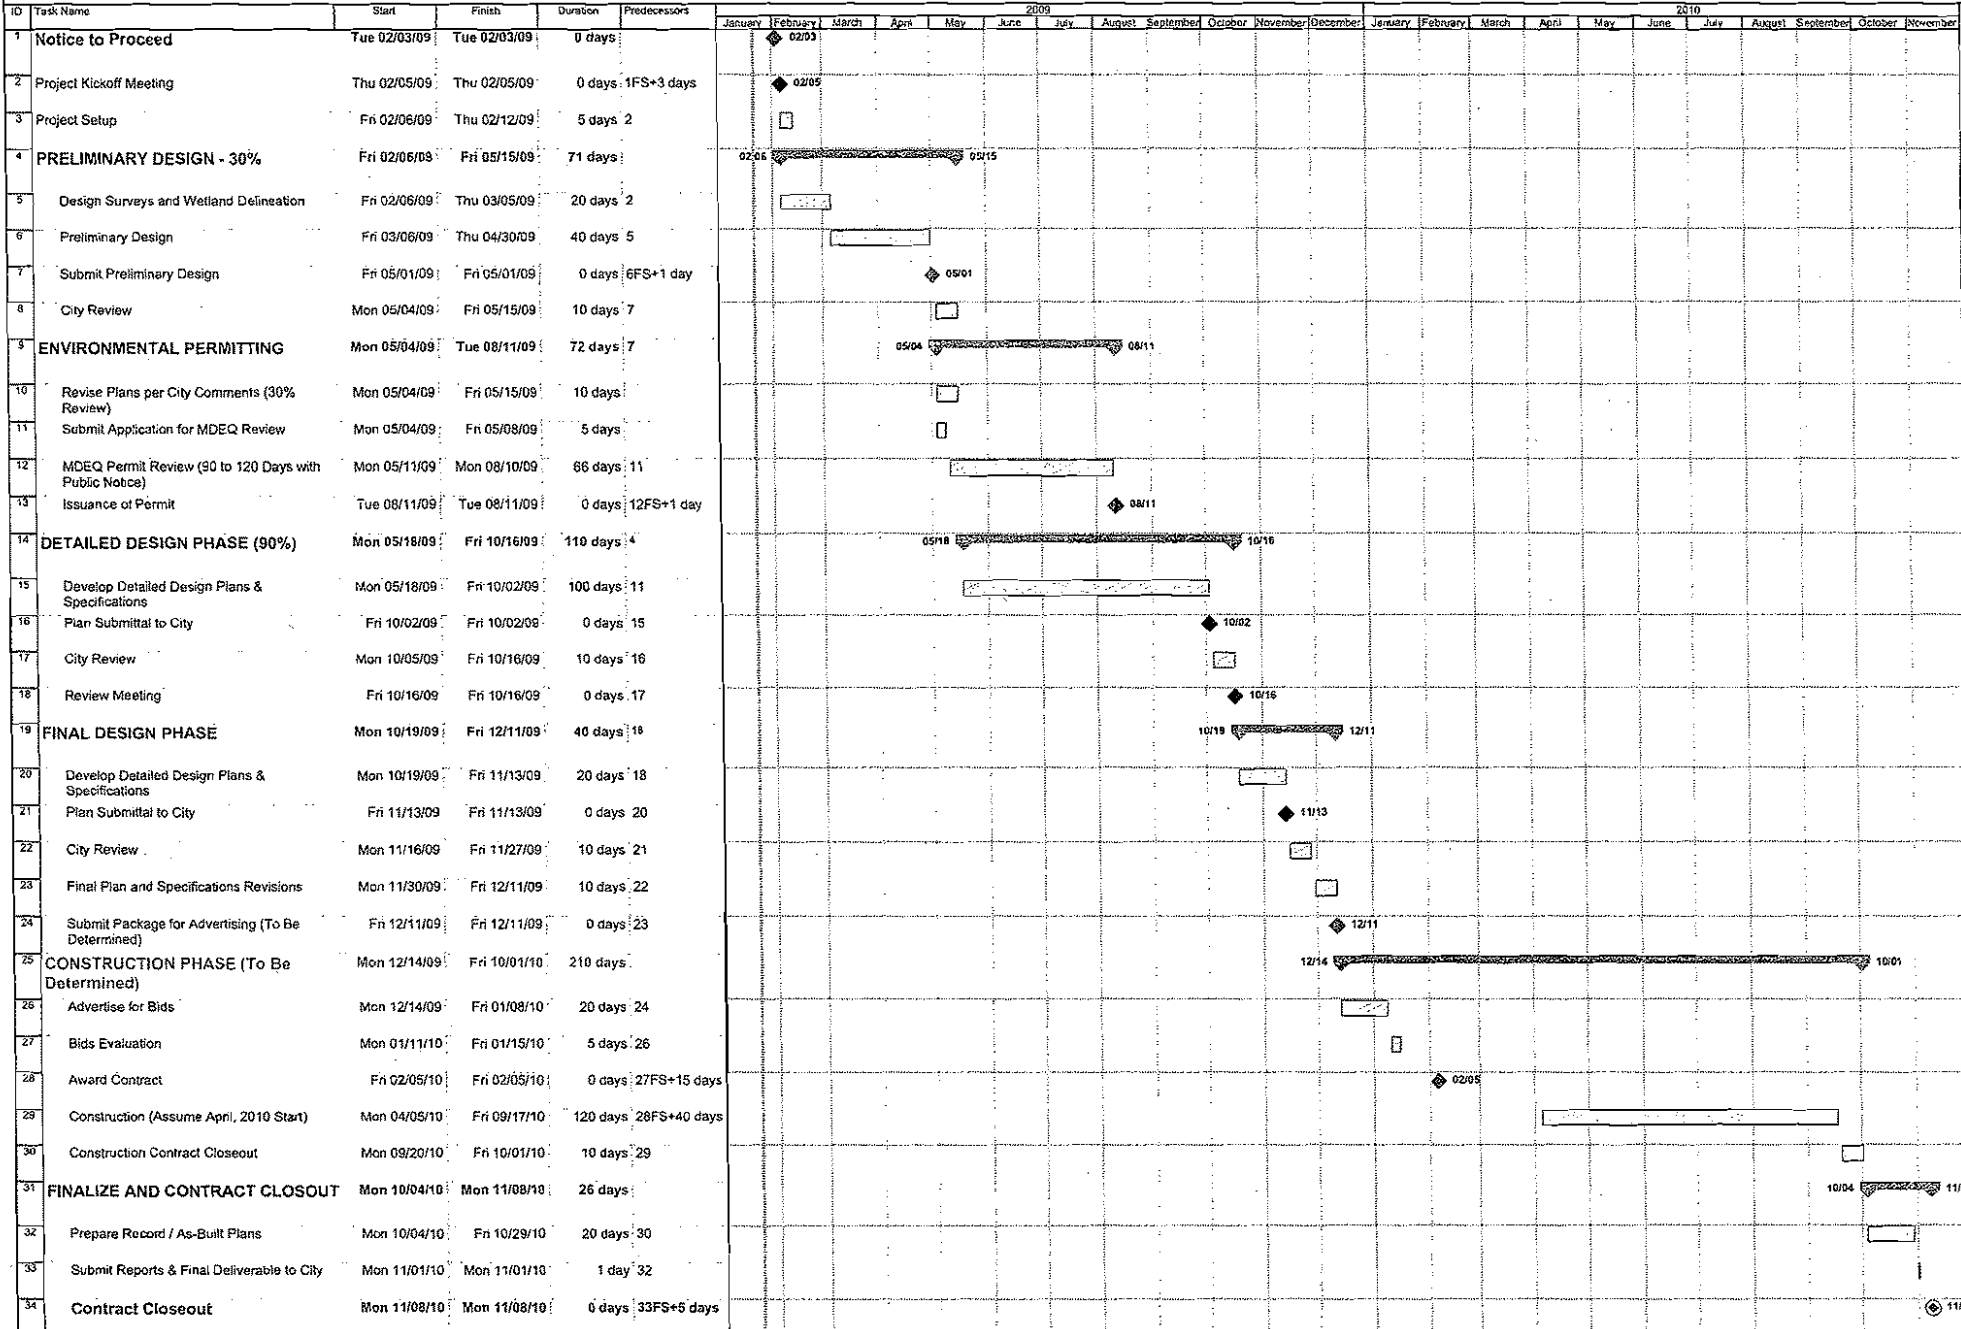 ID Task Name Start Finish Duration Predecessors 2009 2010
January February March April May June July August September October November December January February March April May June July August September October November
1 Notice to Proceed Tue 02/03/09 Tue 02/03/09 0 days 02/03
2 Project Kickoff Meeting Thu 02/05/09 Thu 02/05/09 0 days 1FS+3 days 02/05
3 Project Setup Fri 02/06/09 Thu 02/12/09 5 days 2
4 PRELIMINARY DESIGN - 30% Fri 02/06/09 Fri 05/15/09 71 days 02/06 05/15
5 Design Surveys and Wetland Delineation Fri 02/06/09 Thu 03/05/09 20 days 2
6 Preliminary Design Fri 03/06/09 Thu 04/30/09 40 days 5
7 Submit Preliminary Design Fri 05/01/09 Fri 05/01/09 0 days 6FS+1 day 05/01
8 City Review Mon 05/04/09 Fri 05/15/09 10 days 7
9 ENVIRONMENTAL PERMITTING Mon 05/04/09 Tue 08/11/09 72 days 7 05/04 08/11
10 Revise Plans per City Comments (30% Mon 05/04/09 Fri 05/15/09 10 days
Review)
11 Submit Application for MDEQ Review Mon 05/04/09 Fri 05/08/09 5 days
12 MDEQ Permit Review (90 to 120 Days with Mon 05/11/09 Mon 08/10/09 66 days 11
Public Notice)
13 Issuance of Permit Tue 08/11/09 Tue 08/11/09 0 days 12FS+1 day 08/11
14 DETAILED DESIGN PHASE (90%) Mon 05/18/09 Fri 10/16/09 110 days 4 05/18 10/16
15 Develop Detailed Design Plans & Mon 05/18/09 Fri 10/02/09 100 days 11
Specifications
16 Plan Submittal to City Fri 10/02/09 Fri 10/02/09 0 days 15 10/02
17 City Review Mon 10/05/09 Fri 10/16/09 10 days 16
18 Review Meeting Fri 10/16/09 Fri 10/16/09 0 days 17 10/16
19 FINAL DESIGN PHASE Mon 10/19/09 Fri 12/11/09 40 days 18 10/19 12/11
20 Develop Detailed Design Plans & Mon 10/19/09 Fri 11/13/09 20 days 18
Specifications
21 Plan Submittal to City Fri 11/13/09 Fri 11/13/09 0 days 20 11/13
22 City Review Mon 11/16/09 Fri 11/27/09 10 days 21
23 Final Plan and Specifications Revisions Mon 11/30/09 Fri 12/11/09 10 days 22
24 Submit Package for Advertising (To Be Fri 12/11/09 Fri 12/11/09 0 days 23 12/11
Determined)
25 CONSTRUCTION PHASE (To Be Mon 12/14/09 Fri 10/01/10 210 days 12/14 10/01
Determined)
26 Advertise for Bids Mon 12/14/09 Fri 01/08/10 20 days 24
27 Bids Evaluation Mon 01/11/10 Fri 01/15/10 5 days 26
28 Award Contract Fri 02/05/10 Fri 02/05/10 0 days 27FS+15 days 02/05
29 Construction (Assume April, 2010 Start) Mon 04/05/10 Fri 09/17/10 120 days 28FS+40 days
30 Construction Contract Closeout Mon 09/20/10 Fri 10/01/10 10 days 29
31 FINALIZE AND CONTRACT CLOSOUT Mon 10/04/10 Mon 11/08/10 26 days 10/04 11/
32 Prepare Record / As-Built Plans Mon 10/04/10 Fri 10/29/10 20 days 30
33 Submit Reports & Final Deliverable to City Mon 11/01/10 Mon 11/01/10 1 day 32
34 Contract Closeout Mon 11/08/10 Mon 11/08/10 0 days 33FS+5 days 11/